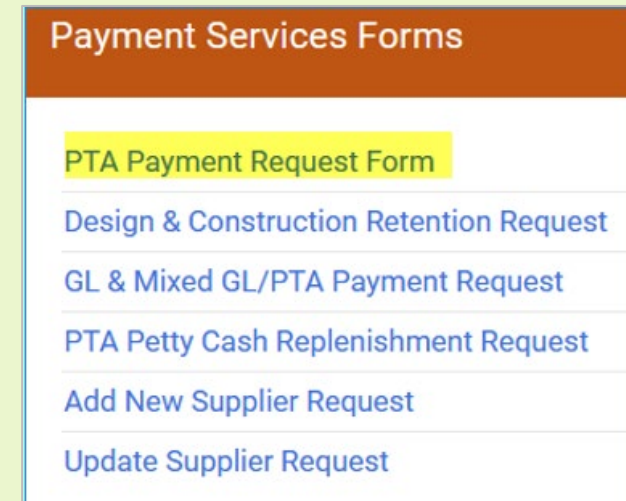 Payment Services Forms
PTA Payment Request Form
Design & Construction Retention Request
GL & Mixed GL/PTA Payment Request
PTA Petty Cash Replenishment Request
Add New Supplier Request
Update Supplier Request